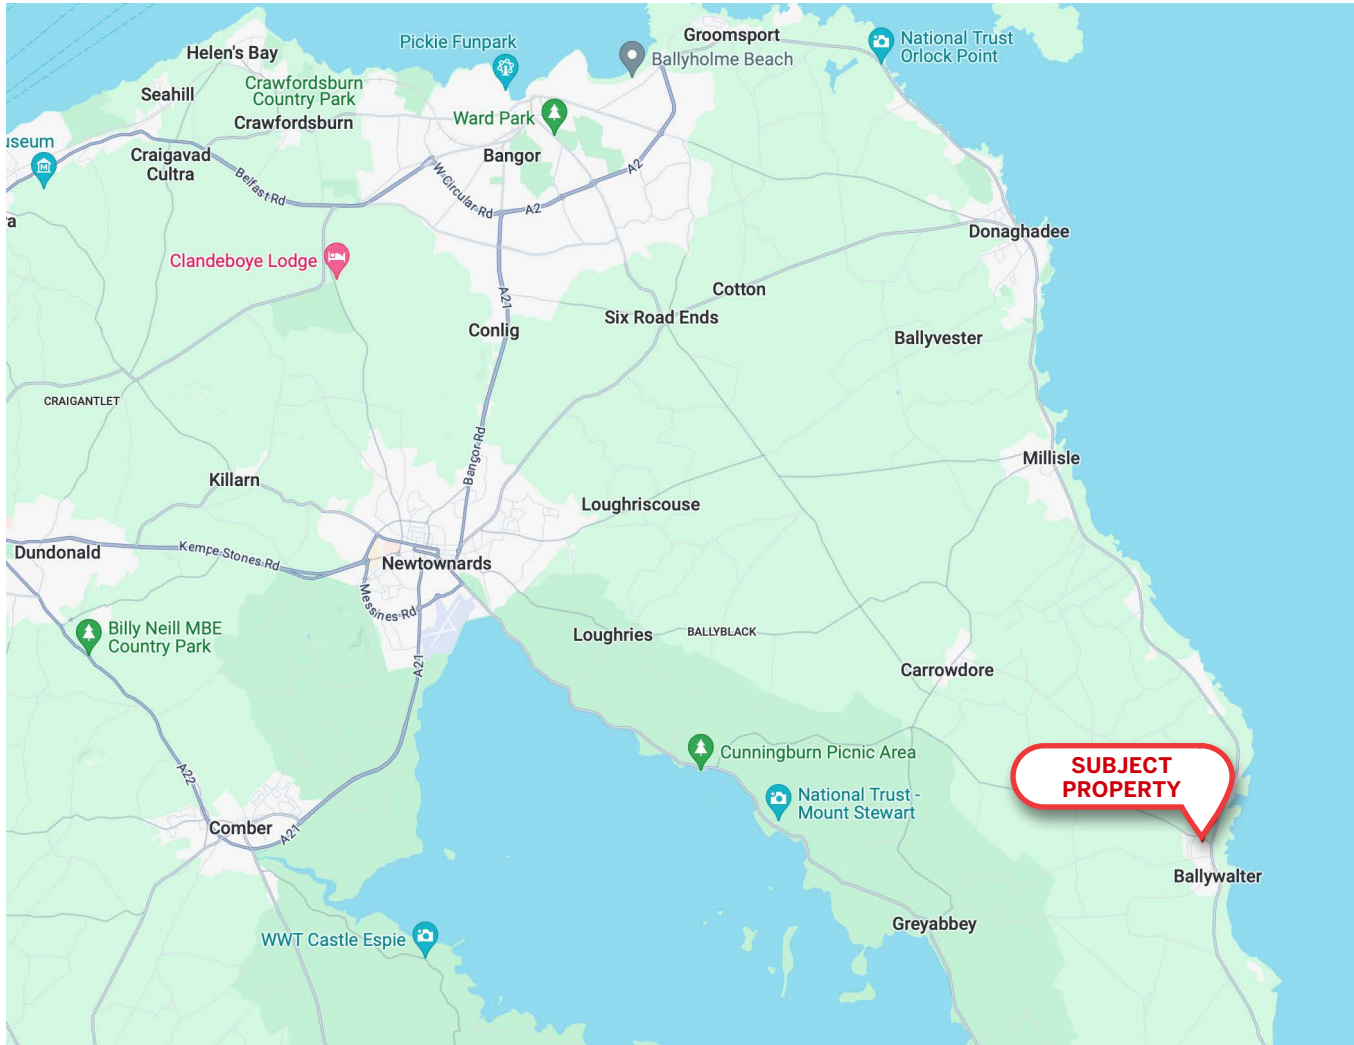 Groomsport
Pickie Funpark
National Trust
Orlock Point
Helen's Bay
Ballyholme Beach
Crawfordsburn
Country Park
Seahill
Ward Park
Crawfordsburn
useum
Craigavad
Cultra
Bangor
A2
Belfast Rd
W Circular Rd
A2
ra
Donaghadee
Clandeboye Lodge
A21
Cotton
Six Road Ends
Conlig
Ballyvester
CRAIGANTLET
Bangor Rd
Millisle
Killarn
Loughriscouse
Dundonald
Kempe Stones Rd
Newtownards
Messines Rd
Billy Neill MBE
Country Park
Loughries
BALLYBLACK
A21
Carrowdore
Cunningburn Picnic Area
SUBJECT
PROPERTY
A22
National Trust -
Mount Stewart
Comber
A21
Ballywalter
Greyabbey
WWT Castle Espie